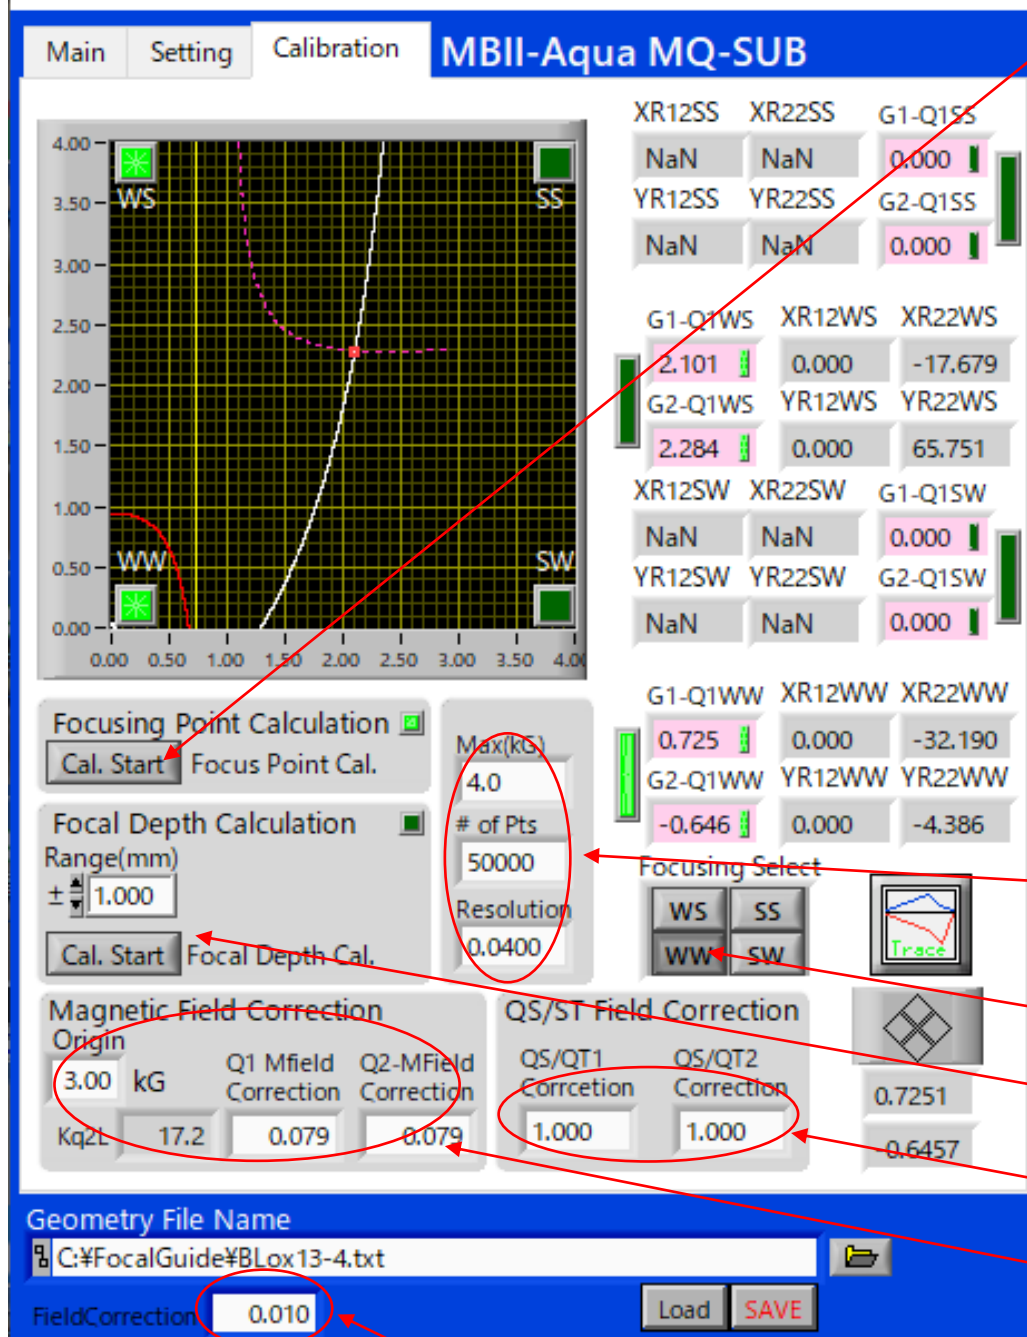 Main Setting Calibration MBII-Aqua MQ-SUB
XR12SS XR22SS G1-Q1SS
NaN NaN 0.000
YR12SS YR22SS G2-Q1SS
NaN NaN 0.000
4.00
3.50
3.00
2.50
2.00
1.50
1.00
0.50
0.00
WS SS
WW SW
0.00 0.50 1.00 1.50 2.00 2.50 3.00 3.50 4.00
G1-Q1WS XR12WS XR22WS
2.101 0.000 -17.679
G2-Q1WS YR12WS YR22WS
2.284 0.000 65.751
XR12SW XR22SW G1-Q1SW
NaN NaN 0.000
YR12SW YR22SW G2-Q1SW
NaN NaN 0.000
G1-Q1WW XR12WW XR22WW
0.725 0.000 -32.190
G2-Q1WW YR12WW YR22WW
-0.646 0.000 -4.386
Focusing Point Calculation
Cal. Start Focus Point Cal.
Focal Depth Calculation
Range(mm)
± 1.000
Cal. Start Focal Depth Cal.
Max(kG)
4.0
# of Pts
50000
Resolution
0.0400
Focusing Select
WS SS
WW SW
Trace
Magnetic Field Correction
Origin
3.00 kG
Q1 Mfield Correction
Q2-MField Correction
Kq2L 17.2 0.079 0.079
QS/ST Field Correction
QS/QT1 Corrcetion
QS/QT2 Correction
1.000 1.000
0.7251
-0.6457
Geometry File Name
C:¥FocalGuide¥BLox13-4.txt
FieldCorrection 0.010
Load SAVE